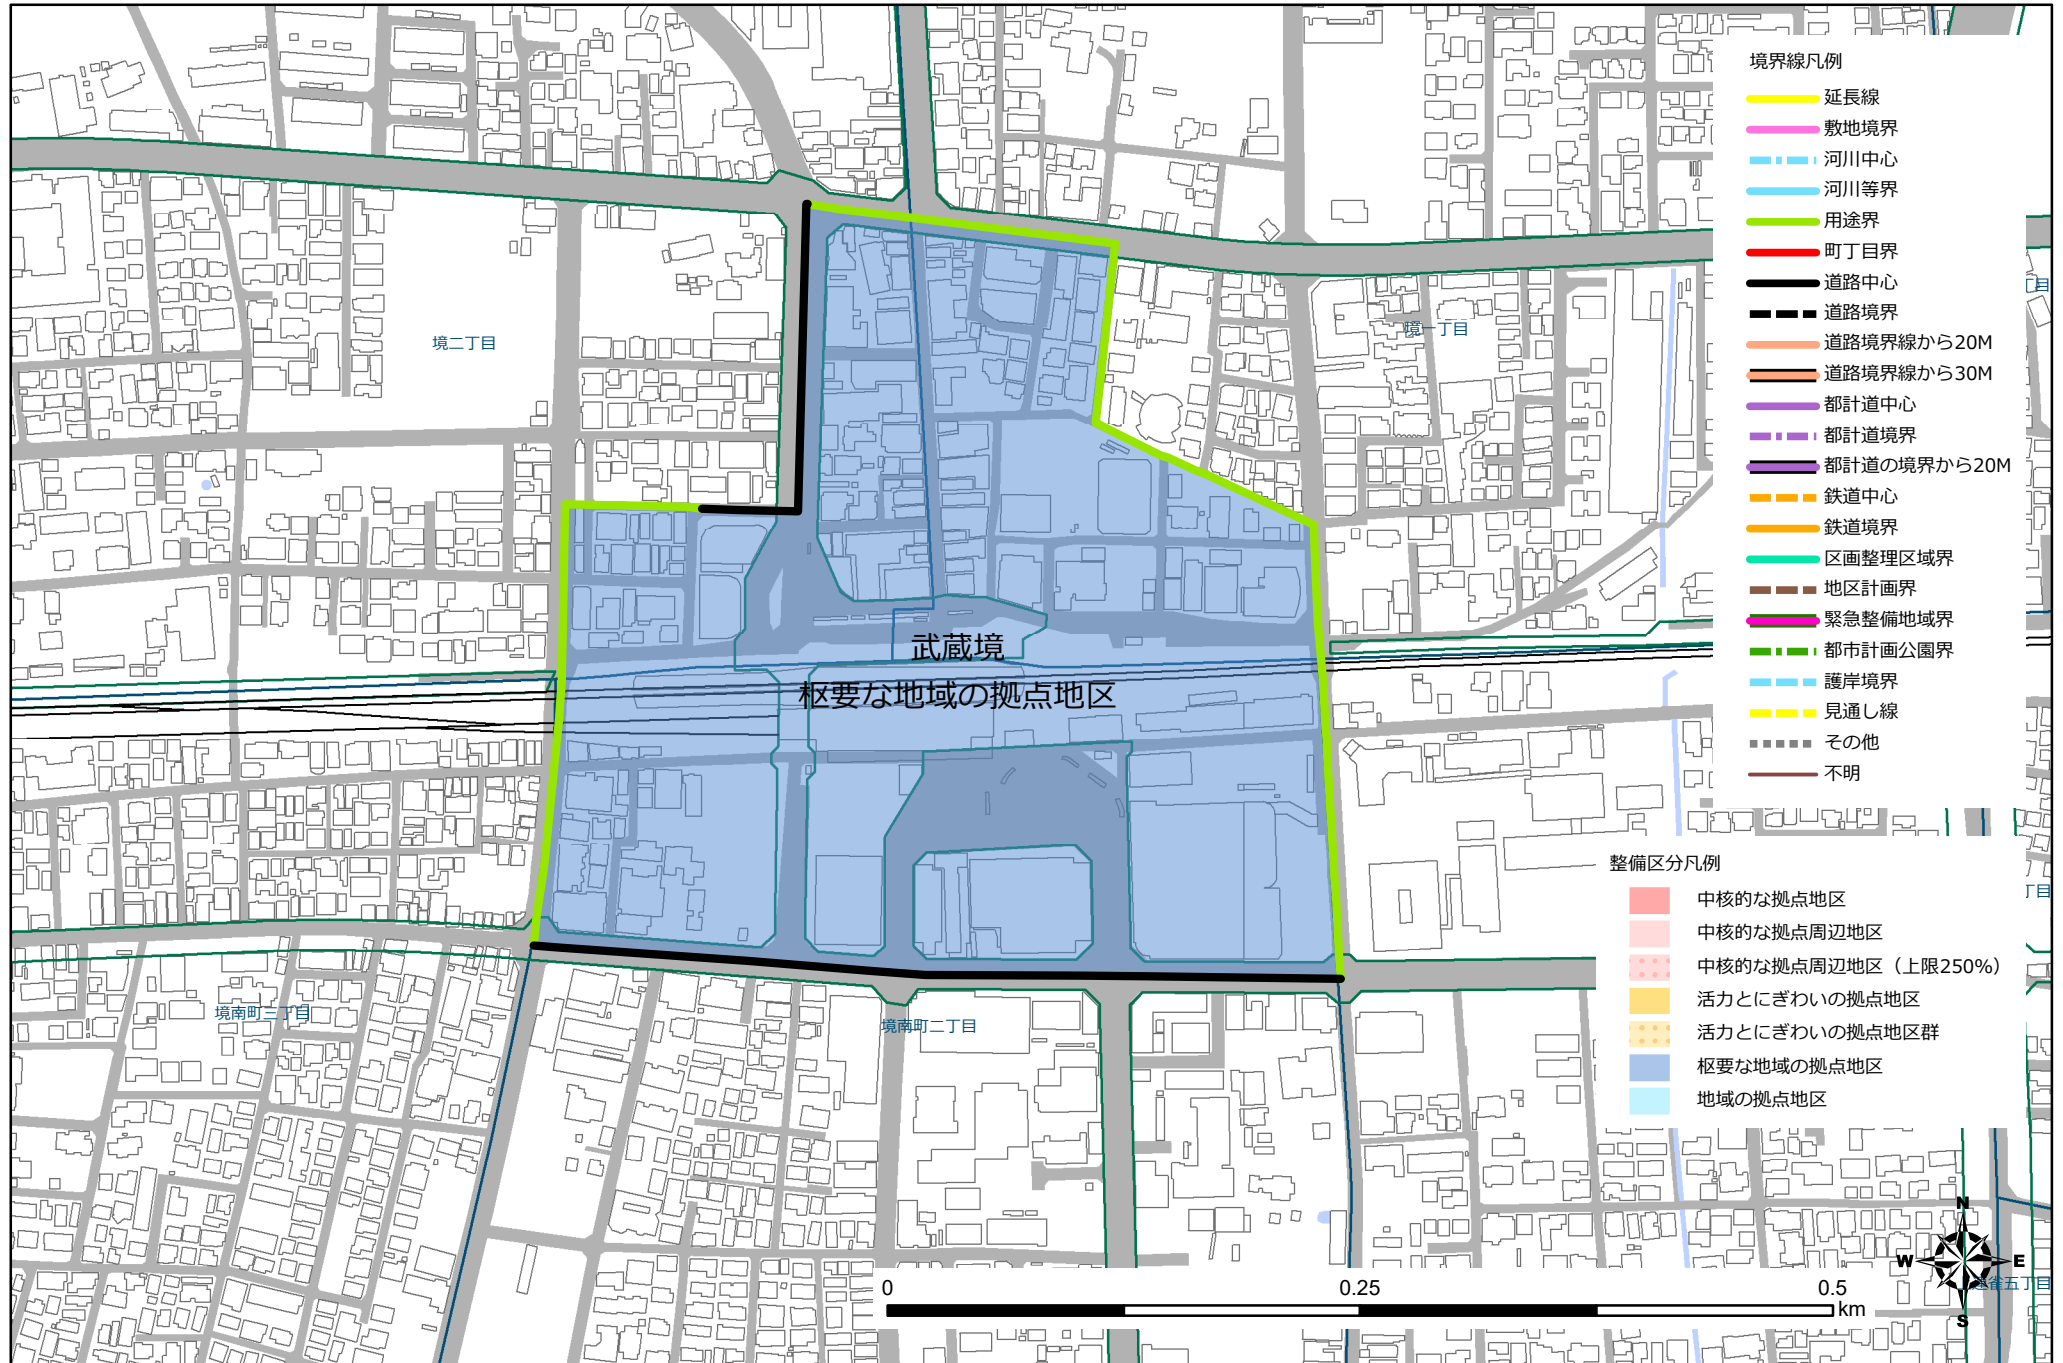 境界線凡例
延長線
敷地境界
河川中心
河川等界
用途界
町丁目界
道路中心
道路境界
道路境界線から20M
道路境界線から30M
都計道中心
都計道境界
都計道の境界から20M
鉄道中心
鉄道境界
区画整理区域界
地区計画界
緊急整備地域界
都市計画公園界
護岸境界
見通し線
その他
不明
丁目
境二丁目
境一丁目
武蔵境
枢要な地域の拠点地区
整備区分凡例
中核的な拠点地区
中核的な拠点周辺地区
中核的な拠点周辺地区（上限250%）
活力とにぎわいの拠点地区
活力とにぎわいの拠点地区群
枢要な地域の拠点地区
地域の拠点地区
丁目
境南町三丁目
境南町二丁目
N
W
E
S
雀五丁目
0
0.25
0.5
km